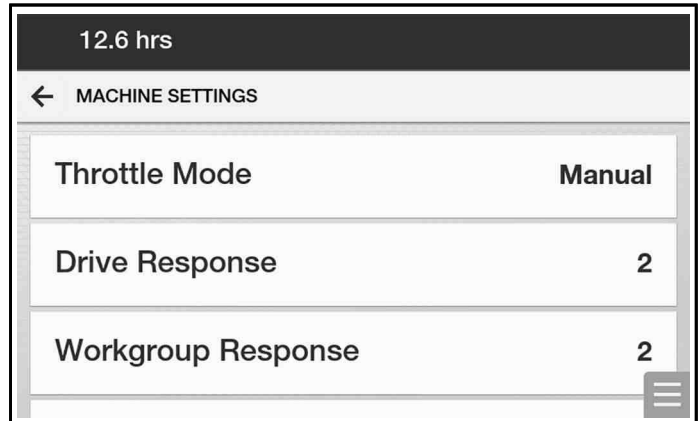 12.6 hrs
MACHINE SETTINGS
Throttle Mode Manual
Drive Response 2
Workgroup Response 2